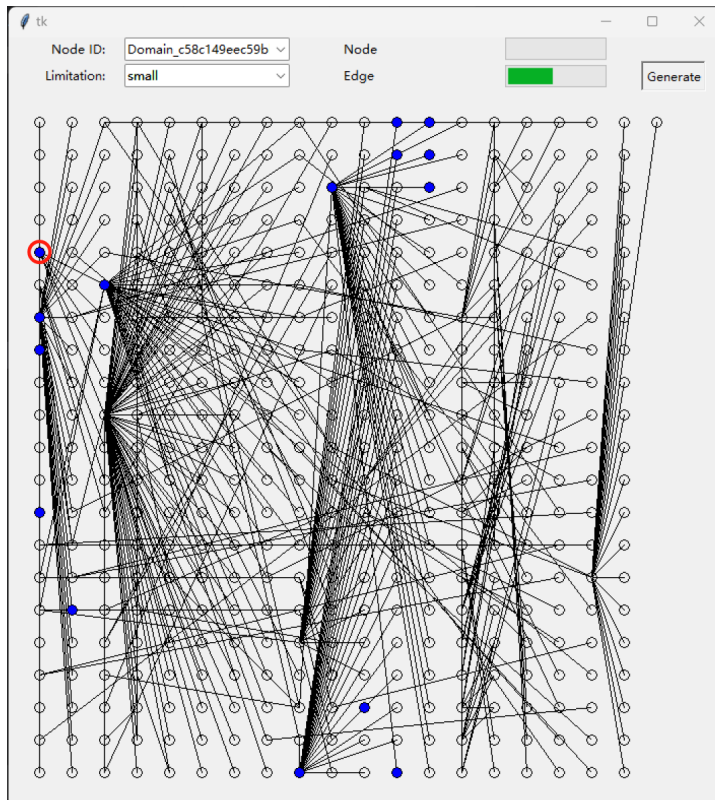 tk
Node ID: Domain_c58c149eec59b Node
Limitation: small Edge Generate